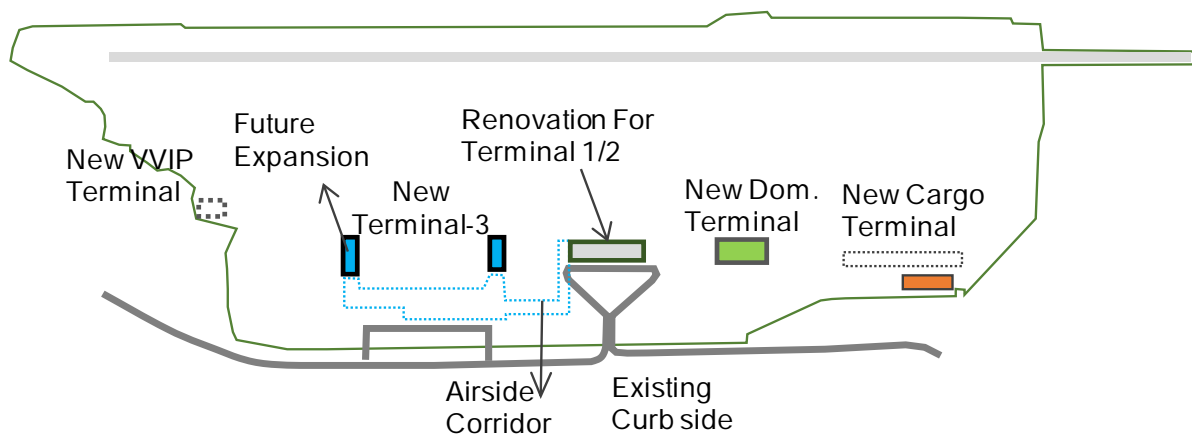 Future
Expansion
Renovation For
Terminal 1/2
New VVIP
Terminal
New
Terminal-3
New Dom.
Terminal
New Cargo
Terminal
Airside
Corridor
Existing
Curb side